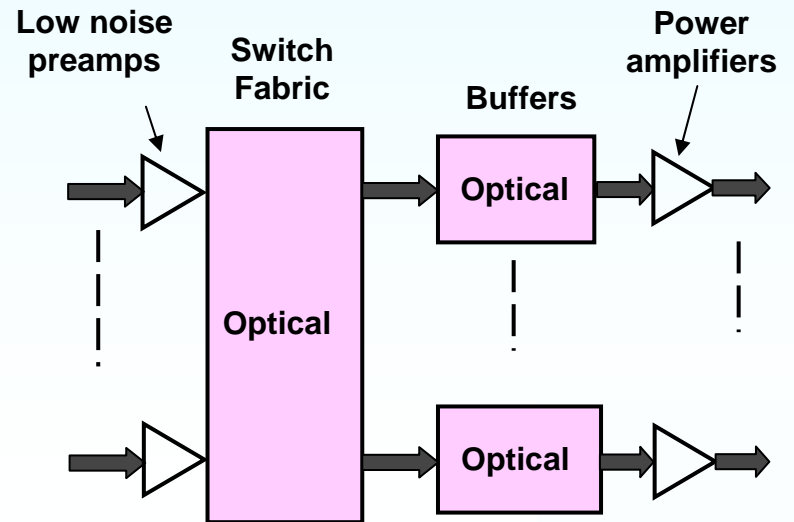 Low noise
preamps
Switch
Fabric
Buffers
Power
amplifiers
Optical
Optical
Optical